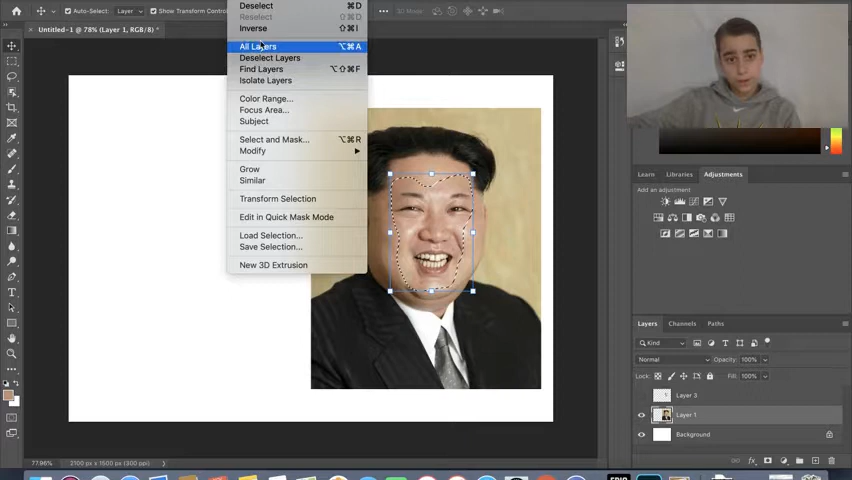 Auto-Select:
Layer
Show Transform Controls
3D Mode:
Untitled-1 @ 78% (Layer 1, RGB/8) *
Deselect ⌘D
Reselect ⇧⌘D
Inverse ⇧⌘I
All Layers ⌥⌘A
Deselect Layers
Find Layers ⌥⇧⌘F
Isolate Layers
Color Range...
Focus Area...
Subject
Select and Mask... ⌥⌘R
Modify
Grow
Similar
Transform Selection
Edit in Quick Mask Mode
Load Selection...
Save Selection...
New 3D Extrusion
Learn Libraries Adjustments
Add an adjustment
Layers Channels Paths
Kind
Normal Opacity: 100%
Lock: Fill: 100%
Layer 3
Layer 1
Background
77.96% 2100 px x 1500 px (300 ppi)
fx
EPIC